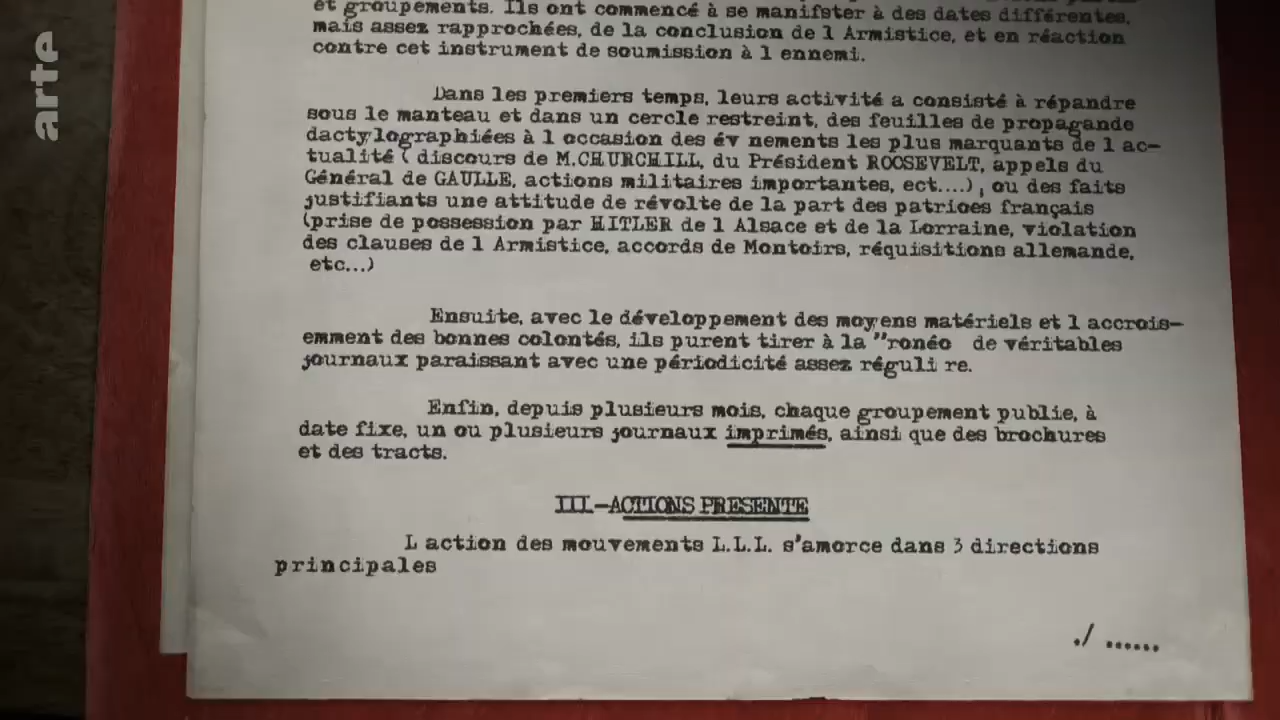 arte
et groupements. Ils ont commencé à se manifster à des dates différentes,
mais assez rapprochées, de la conclusion de l Armistice, et en réaction
contre cet instrument de soumission à l ennemi.
Dans les premiers temps, leurs activité a consisté à répandre
sous le manteau et dans un cercle restreint, des feuilles de propagande
dactylographiées à l occasion des év nements les plus marquants de l ac-
tualité ( discours de M.CHURCHILL, du Président ROOSEVELT, appels du
Général de GAULLE, actions militaires importantes, ect....), ou des faits
justifiants une attitude de révolte de la part des patrioes français
(prise de possession par HITLER de l Alsace et de la Lorraine, violation
des clauses de l Armistice, accords de Montoirs, réquisitions allemande,
etc...)
Ensuite, avec le développement des moyens matériels et l accrois-
emment des bonnes colontés, ils purent tirer à la "ronéo de véritables
journaux paraissant avec une périodicité assez réguli re.
Enfin, depuis plusieurs mois, chaque groupement publie, à
date fixe, un ou plusieurs journaux imprimés, ainsi que des brochures
et des tracts.
III.-ACTIONS PRESENTE
L action des mouvements L.L.L. s'amorce dans 3 directions
principales
./ ......